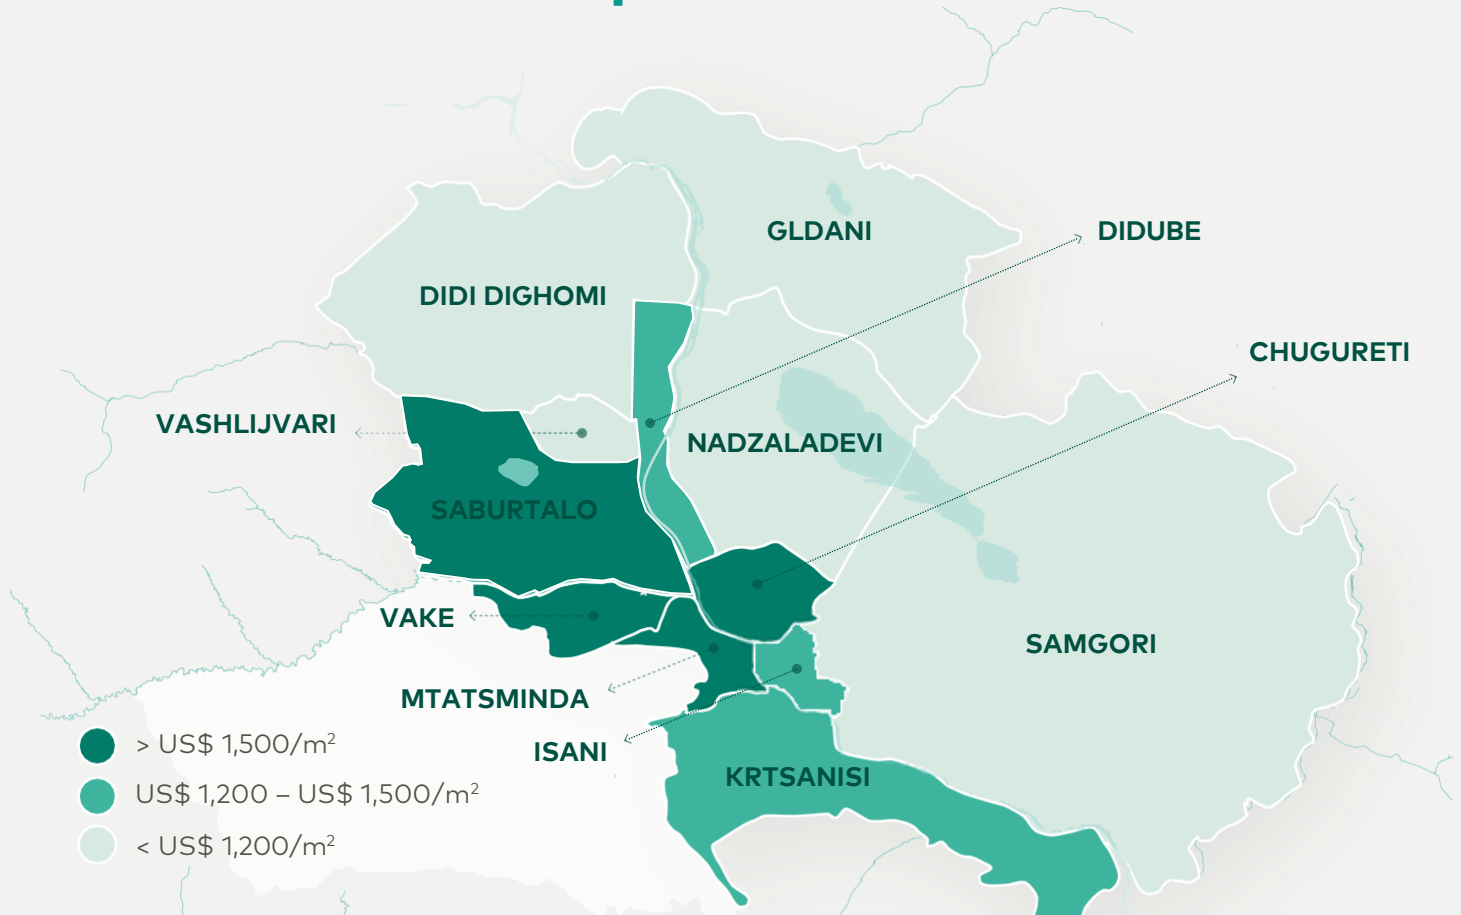 GLDANI
DIDUBE
DIDI DIGHOMI
CHUGURETI
VASHLIJVARI
NADZALADEVI
SABURTALO
VAKE
SAMGORI
MTATSMINDA
ISANI
KRTSANISI
> US$ 1,500/m²
US$ 1,200 – US$ 1,500/m²
< US$ 1,200/m²